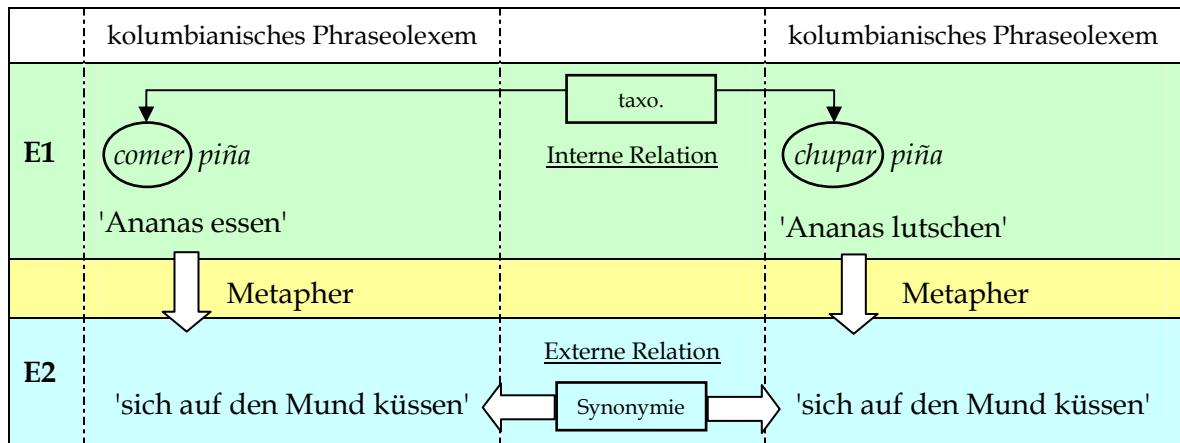 kolumbianisches Phraseolexem kolumbianisches Phraseolexem
taxo.
E1 comer piña Interne Relation chupar piña
'Ananas essen' 'Ananas lutschen'
Metapher Metapher
Externe Relation
E2
'sich auf den Mund küssen' Synonymie 'sich auf den Mund küssen'